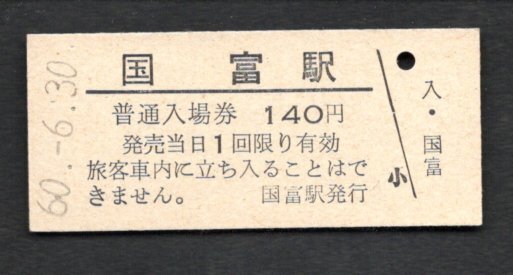 国富駅
普通入場券 140円
発売当日1回限り有効
旅客車内に立ち入ることはで
きません。 国富駅発行
入・国富
小
60.-6.30